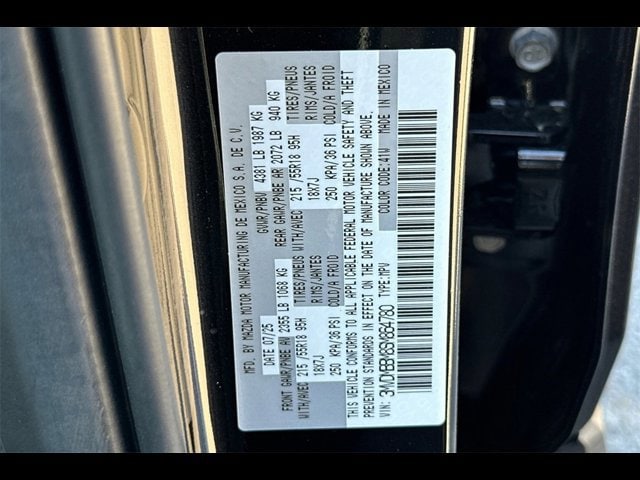 MFD. BY MAZDA MOTOR MANUFACTURING DE MEXICO S.A. DE C.V.
DATE 07/25 GVWR/PNBV 4381 LB 1987 KG
FRONT GAWR/PNBE AV 2355 LB 1068 KG REAR GAWR/PNBE AR 2072 LB 940 KG
WITH/AVEC 215 /55R18 95H TIRES/PNEUS WITH/AVEC 215 /55R18 95H TIRES/PNEUS
18X7J RIMS/JANTES 18X7J RIMS/JANTES
250 KPA/36 PSI COLD/A FROID 250 KPA/36 PSI COLD/A FROID
THIS VEHICLE CONFORMS TO ALL APPLICABLE FEDERAL MOTOR VEHICLE SAFETY AND THEFT
PREVENTION STANDARDS IN EFFECT ON THE DATE OF MANUFACTURE SHOWN ABOVE.
VIN: TYPE:MPV COLOR CODE:41W MADE IN MEXICO